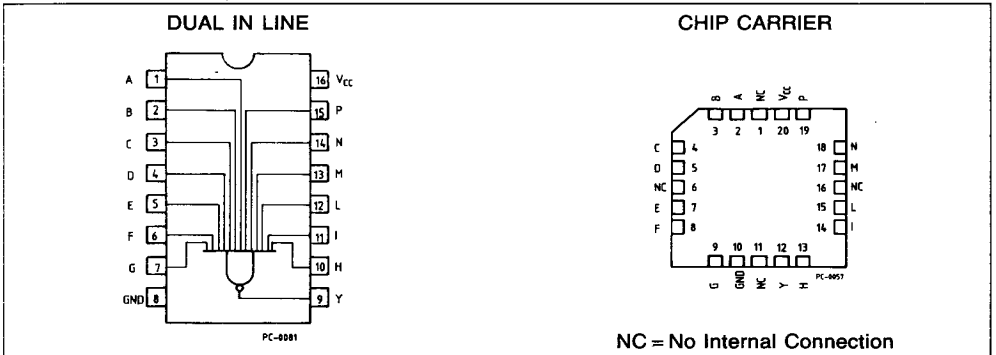 DUAL IN LINE
A 1
B 2
C 3
D 4
E 5
F 6
G 7
GND 8
16 VCC
15 P
14 N
13 M
12 L
11 I
10 H
9 Y
PC-0081
CHIP CARRIER
B A NC VCC P
3 2 1 20 19
C 4
D 5
NC 6
E 7
F 8
18 N
17 M
16 NC
15 L
14 I
9 10 11 12 13
G GND NC Y H
PC-0057
NC = No Internal Connection